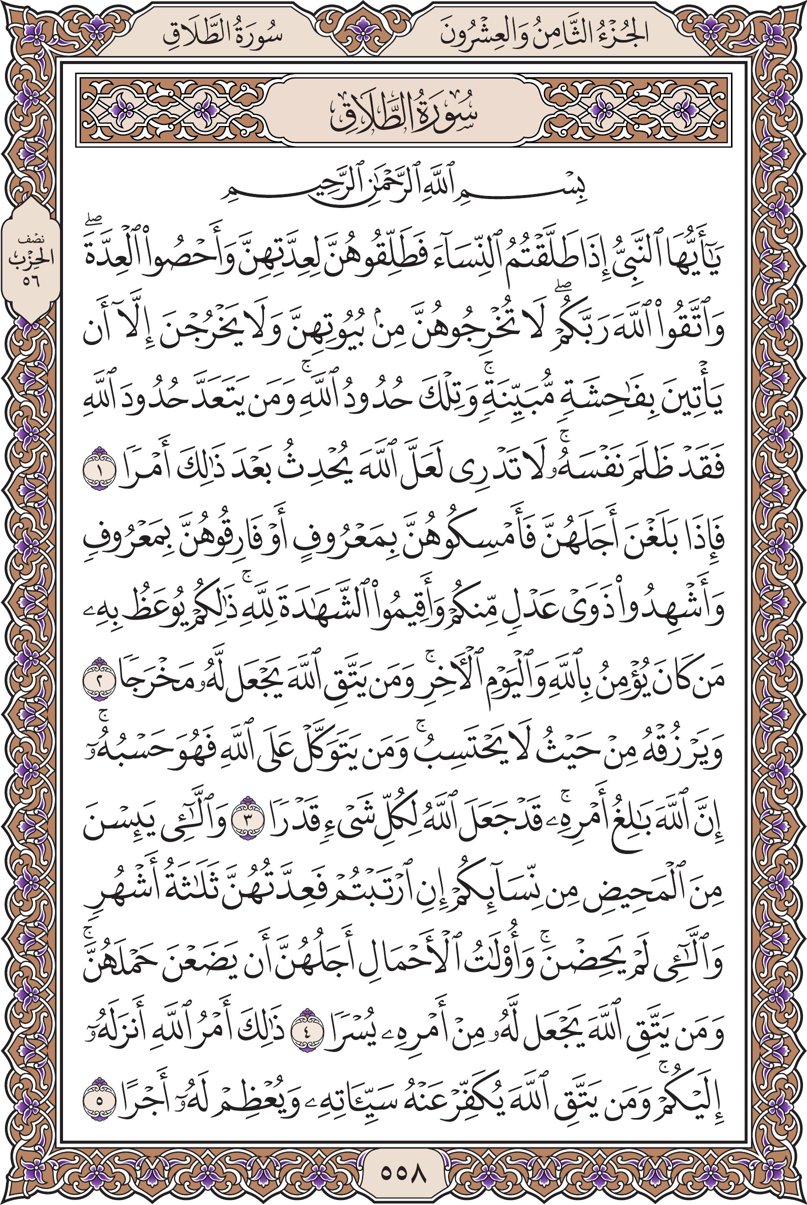 الجُزْءُ الثَّامِنُ وَالعِشْرُونَ
سُورَةُ الطَّلَاقِ
سُورَةُ الطَّلَاقِ
بِسْمِ ٱللَّهِ ٱلرَّحْمَٰنِ ٱلرَّحِيمِ
يَٰٓأَيُّهَا ٱلنَّبِيُّ إِذَا طَلَّقْتُمُ ٱلنِّسَآءَ فَطَلِّقُوهُنَّ لِعِدَّتِهِنَّ وَأَحْصُوا۟ ٱلْعِدَّةَۖ
وَٱتَّقُوا۟ ٱللَّهَ رَبَّكُمْۖ لَا تُخْرِجُوهُنَّ مِنۢ بُيُوتِهِنَّ وَلَا يَخْرُجْنَ إِلَّآ أَن
يَأْتِينَ بِفَٰحِشَةٍ مُّبَيِّنَةٍۚ وَتِلْكَ حُدُودُ ٱللَّهِۚ وَمَن يَتَعَدَّ حُدُودَ ٱللَّهِ
فَقَدْ ظَلَمَ نَفْسَهُۥۚ لَا تَدْرِى لَعَلَّ ٱللَّهَ يُحْدِثُ بَعْدَ ذَٰلِكَ أَمْرًا ١
فَإِذَا بَلَغْنَ أَجَلَهُنَّ فَأَمْسِكُوهُنَّ بِمَعْرُوفٍ أَوْ فَارِقُوهُنَّ بِمَعْرُوفٍ
وَأَشْهِدُوا۟ ذَوَىْ عَدْلٍ مِّنكُمْ وَأَقِيمُوا۟ ٱلشَّهَٰدَةَ لِلَّهِۚ ذَٰلِكُمْ يُوعَظُ بِهِۦ
مَن كَانَ يُؤْمِنُ بِٱللَّهِ وَٱلْيَوْمِ ٱلْءَاخِرِۚ وَمَن يَتَّقِ ٱللَّهَ يَجْعَل لَّهُۥ مَخْرَجًا ٢
وَيَرْزُقْهُ مِنْ حَيْثُ لَا يَحْتَسِبُۚ وَمَن يَتَوَكَّلْ عَلَى ٱللَّهِ فَهُوَ حَسْبُهُۥٓۚ
إِنَّ ٱللَّهَ بَٰلِغُ أَمْرِهِۦۚ قَدْ جَعَلَ ٱللَّهُ لِكُلِّ شَىْءٍ قَدْرًا ٣ وَٱلَّٰٓـِٔى يَئِسْنَ
مِنَ ٱلْمَحِيضِ مِن نِّسَآئِكُمْ إِنِ ٱرْتَبْتُمْ فَعِدَّتُهُنَّ ثَلَٰثَةُ أَشْهُرٍ
وَٱلَّٰٓـِٔى لَمْ يَحِضْنَۚ وَأُو۟لَٰتُ ٱلْأَحْمَالِ أَجَلُهُنَّ أَن يَضَعْنَ حَمْلَهُنَّۚ
وَمَن يَتَّقِ ٱللَّهَ يَجْعَل لَّهُۥ مِنْ أَمْرِهِۦ يُسْرًا ٤ ذَٰلِكَ أَمْرُ ٱللَّهِ أَنزَلَهُۥٓ
إِلَيْكُمْۚ وَمَن يَتَّقِ ٱللَّهَ يُكَفِّرْ عَنْهُ سَيِّـَٔاتِهِۦ وَيُعْظِمْ لَهُۥٓ أَجْرًا ٥
نصْف
الحِزْب
٥٦
٥٥٨